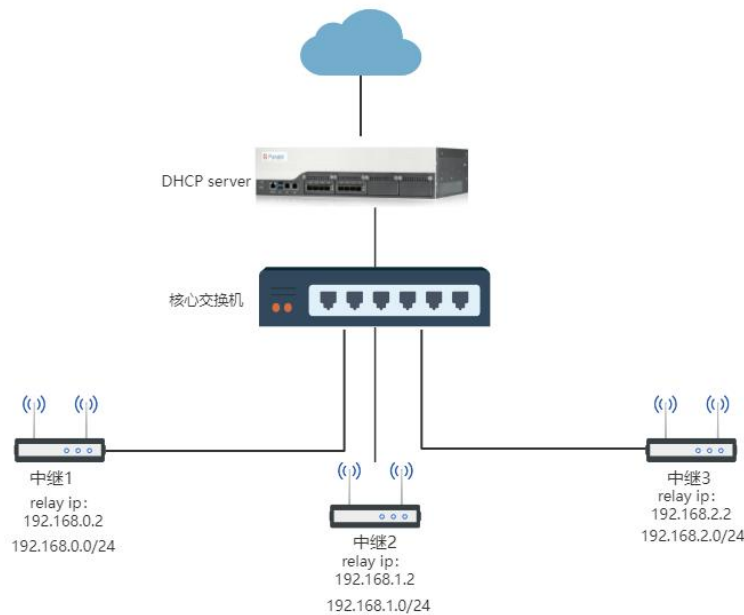 DHCP server
核心交换机
中继1
relay ip:
192.168.0.2
192.168.0.0/24
中继2
relay ip:
192.168.1.2
192.168.1.0/24
中继3
relay ip:
192.168.2.2
192.168.2.0/24